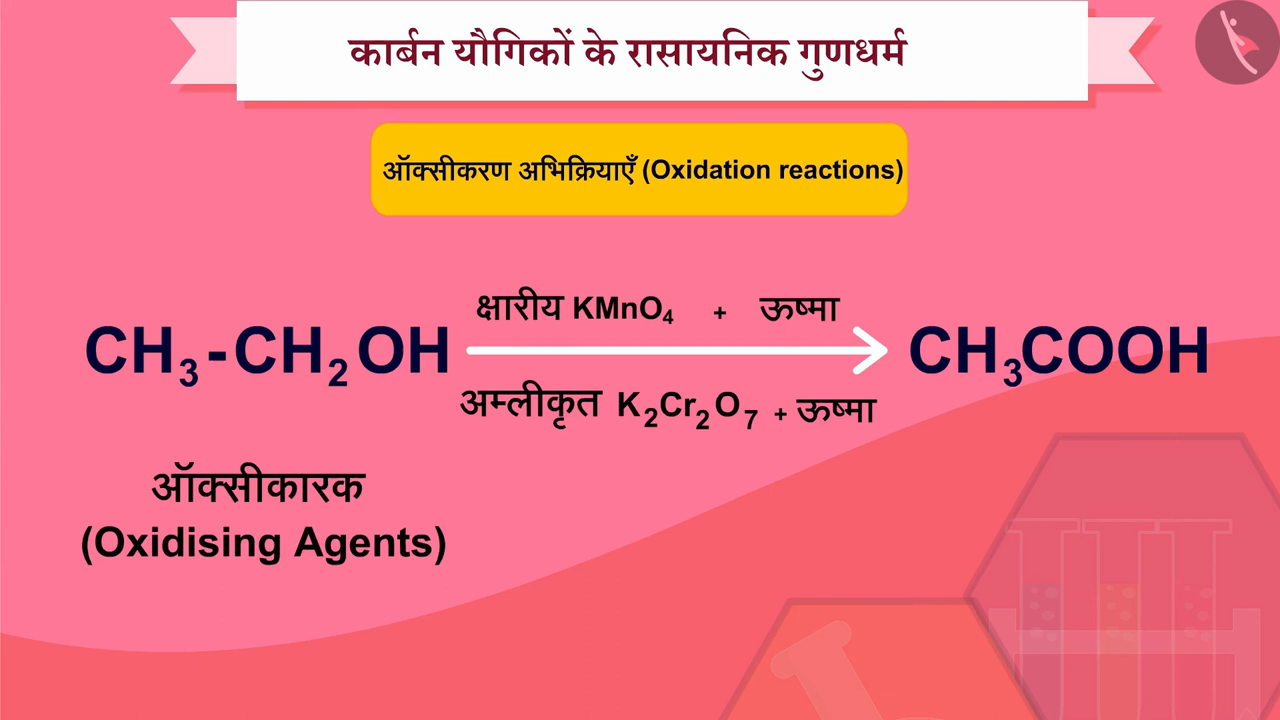 कार्बन यौगिकों के रासायनिक गुणधर्म
ऑक्सीकरण अभिक्रियाएँ (Oxidation reactions)
क्षारीय KMnO₄ + ऊष्मा
CH₃-CH₂OH CH₃COOH
अम्लीकृत K₂Cr₂O₇ + ऊष्मा
ऑक्सीकारक
(Oxidising Agents)